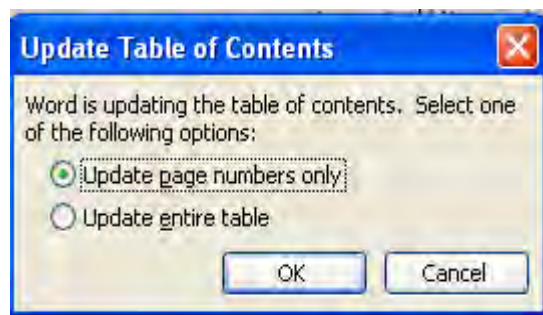 Update Table of Contents
Word is updating the table of contents.  Select one
of the following options:
Update page numbers only
Update entire table
OK Cancel